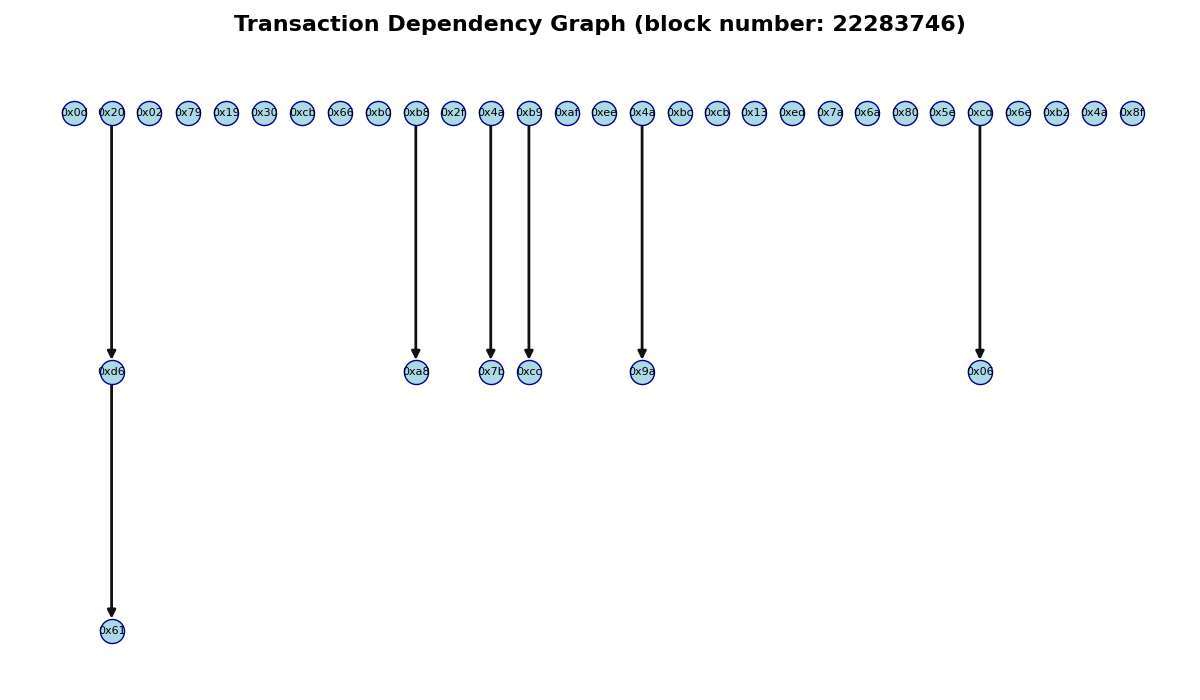 Transaction Dependency Graph (block number: 22283746)
0x0d 0x20 0x02 0x79 0x19 0x30 0xcb 0x66 0xb0 0xb8 0x2f 0x4a 0xb9 0xaf 0xee 0x4a 0xbc 0xcb 0x13 0xed 0x7a 0x6a 0x80 0x5e 0xcd 0x6e 0xb2 0x4a 0x8f
0xd6 0xa8 0x7b 0xcc 0x9a 0x06
0x61